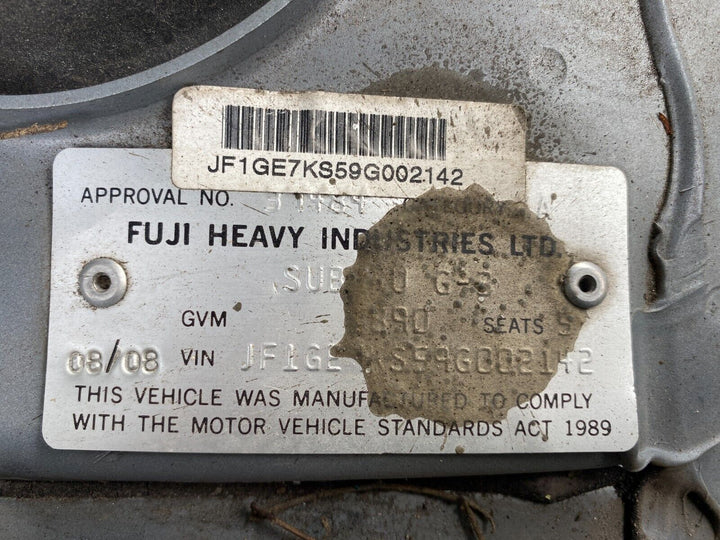 JF1GE7KS59G002142
APPROVAL NO.
FUJI HEAVY INDUSTRIES LTD.
GVM SEATS 5
08/08 VIN JF1GE7KS59G002142
THIS VEHICLE WAS MANUFACTURED TO COMPLY
WITH THE MOTOR VEHICLE STANDARDS ACT 1989